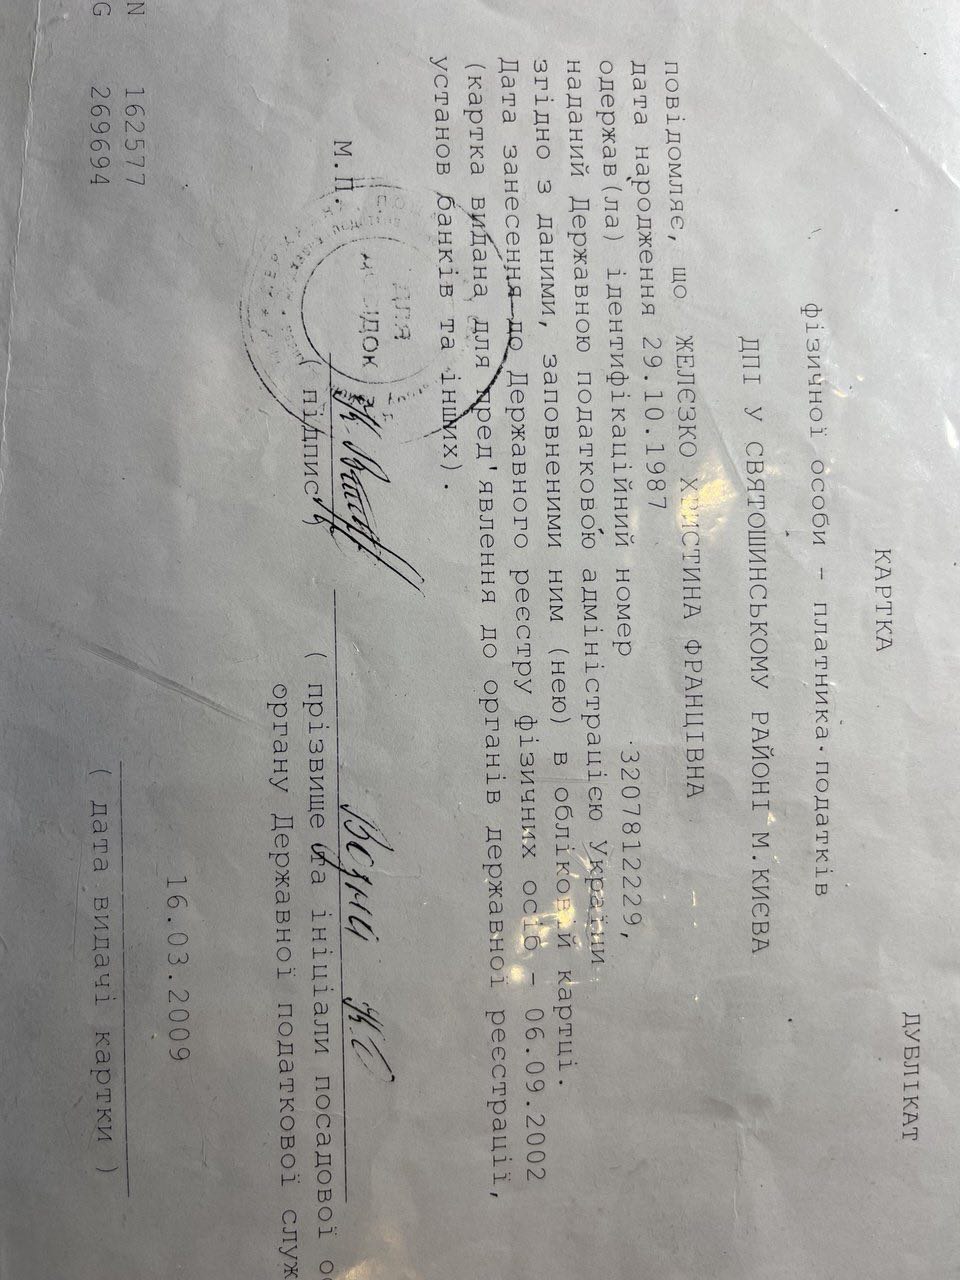 ДУБЛІКАТ
КАРТКА
фізичної особи - платника податків
ДПІ У СВЯТОШИНСЬКОМУ РАЙОНІ М.КИЄВА
повідомляє, що ЖЕЛЄЗКО ХРИСТИНА ФРАНЦІВНА
дата народження 29.10.1987
одержав(ла) ідентифікаційний номер 3207812229,
наданий Державною податковою адміністрацією України
згідно з даними, заповненими ним (нею) в обліковій картці.
Дата занесення до Державного реєстру фізичних осіб - 06.09.2002
(картка видана для пред'явлення до органів державної реєстрації,
установ банків та інших).
М.П.
ДЛЯ
( підпис )
( прізвище та ініціали посадової
органу Державної податкової служ
16.03.2009
( дата видачі картки )
N 162577
G 269694